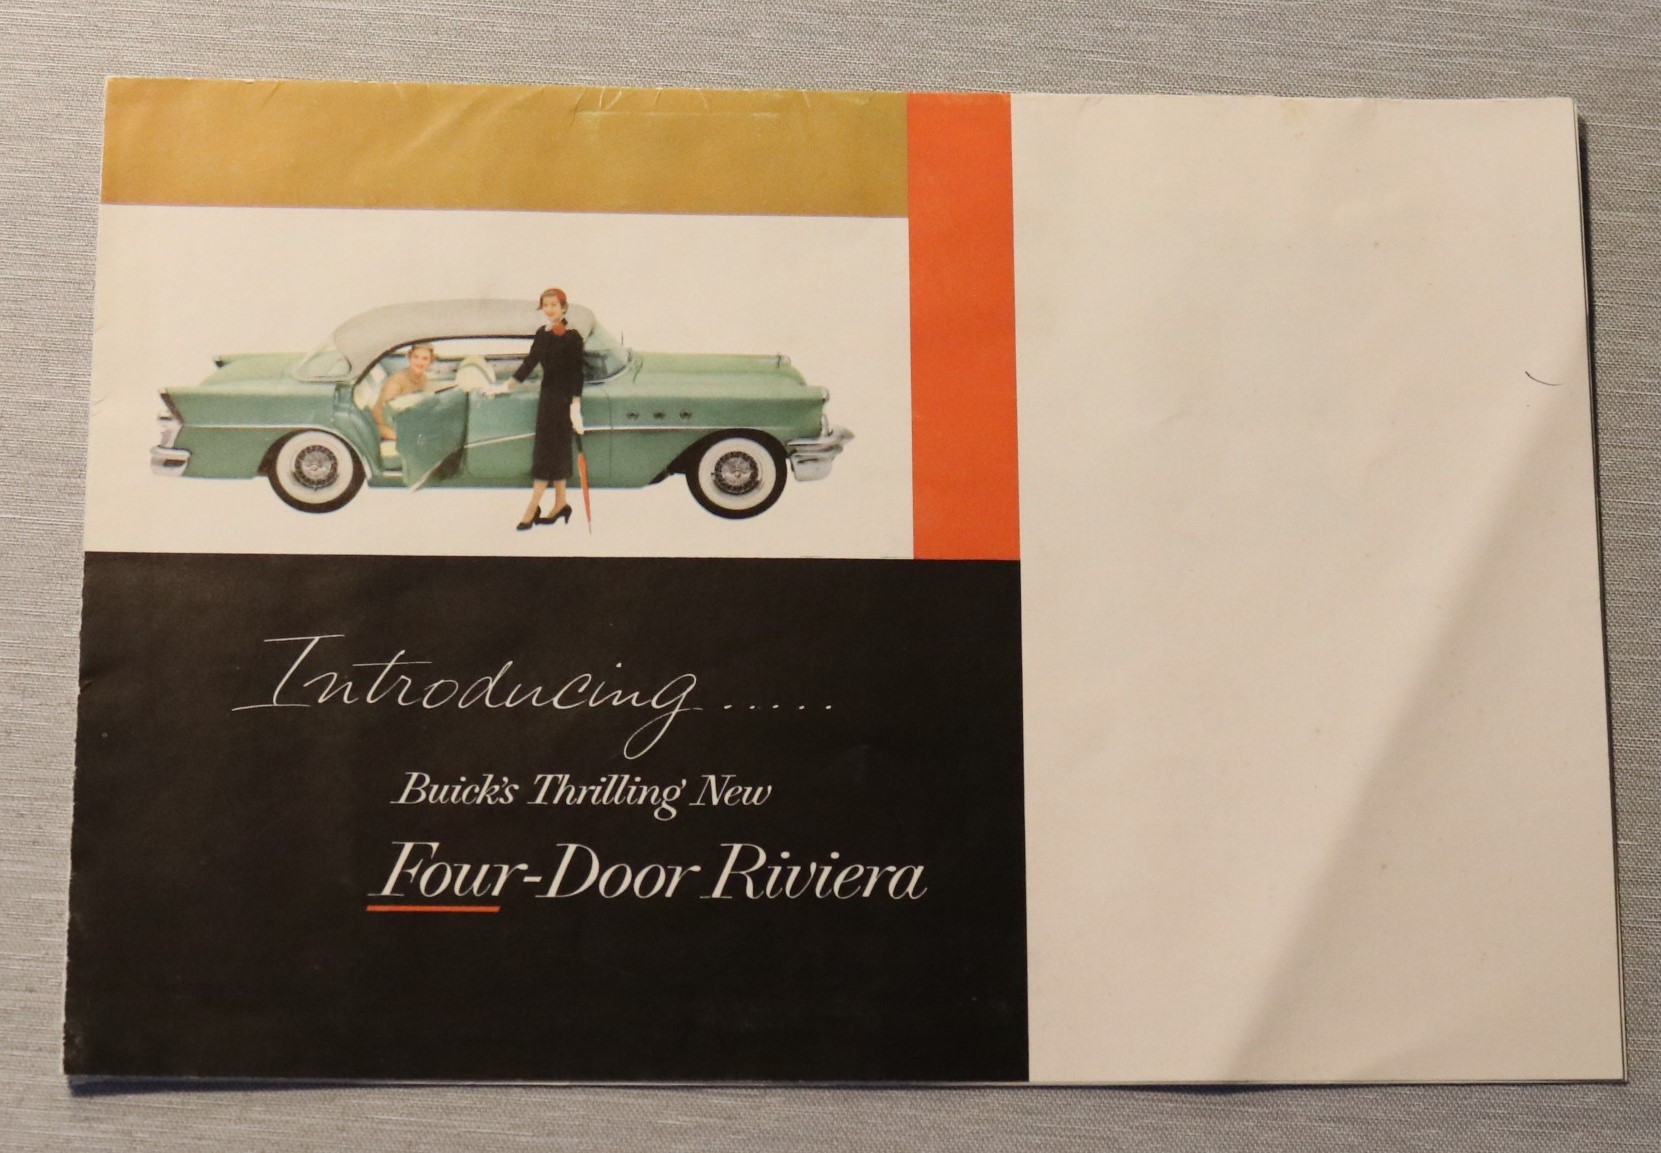 Introducing.....
Buick's Thrilling New
Four-Door Riviera